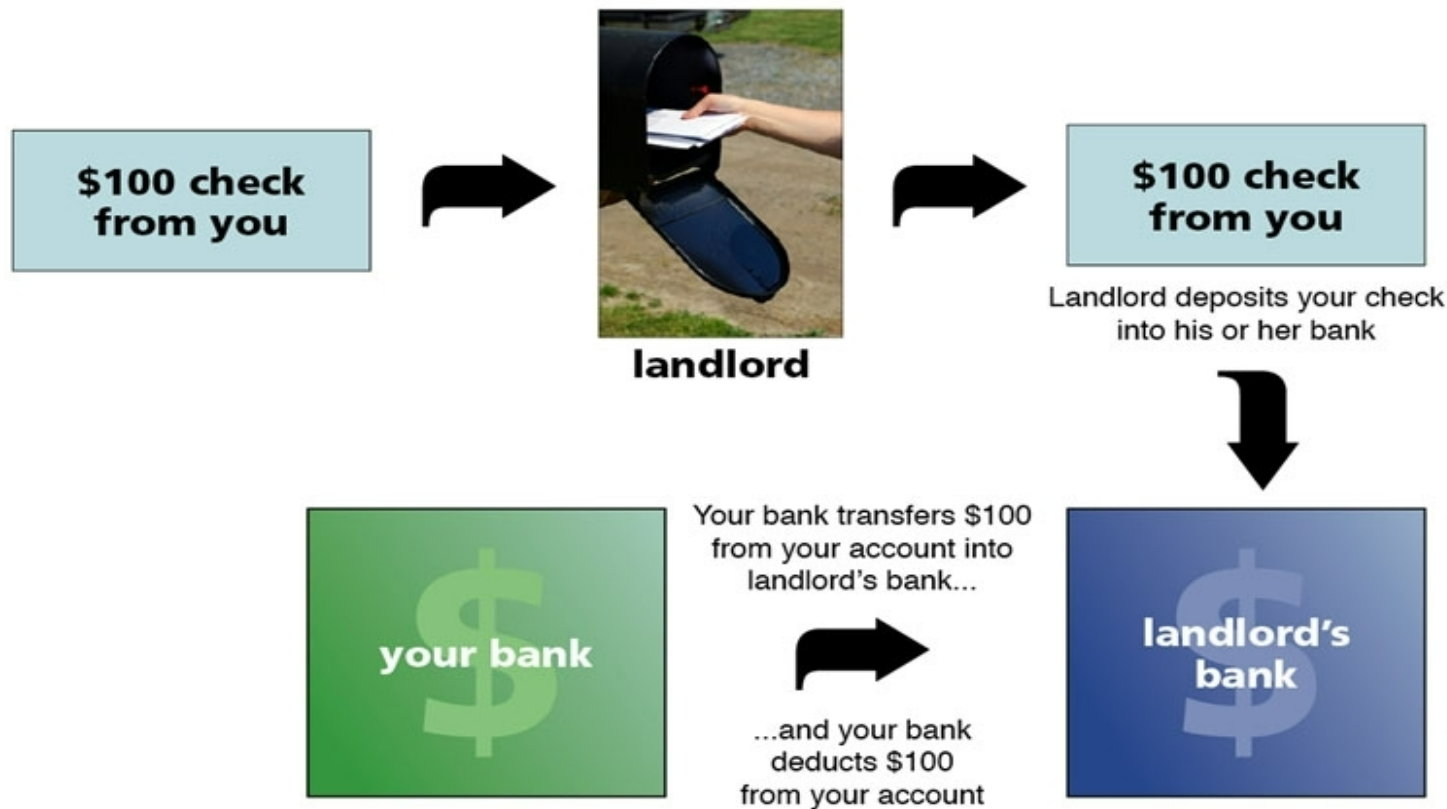 $100 check
from you
landlord
$100 check
from you
Landlord deposits your check
into his or her bank
your bank
Your bank transfers $100
from your account into
landlord's bank...
...and your bank
deducts $100
from your account
landlord's
bank